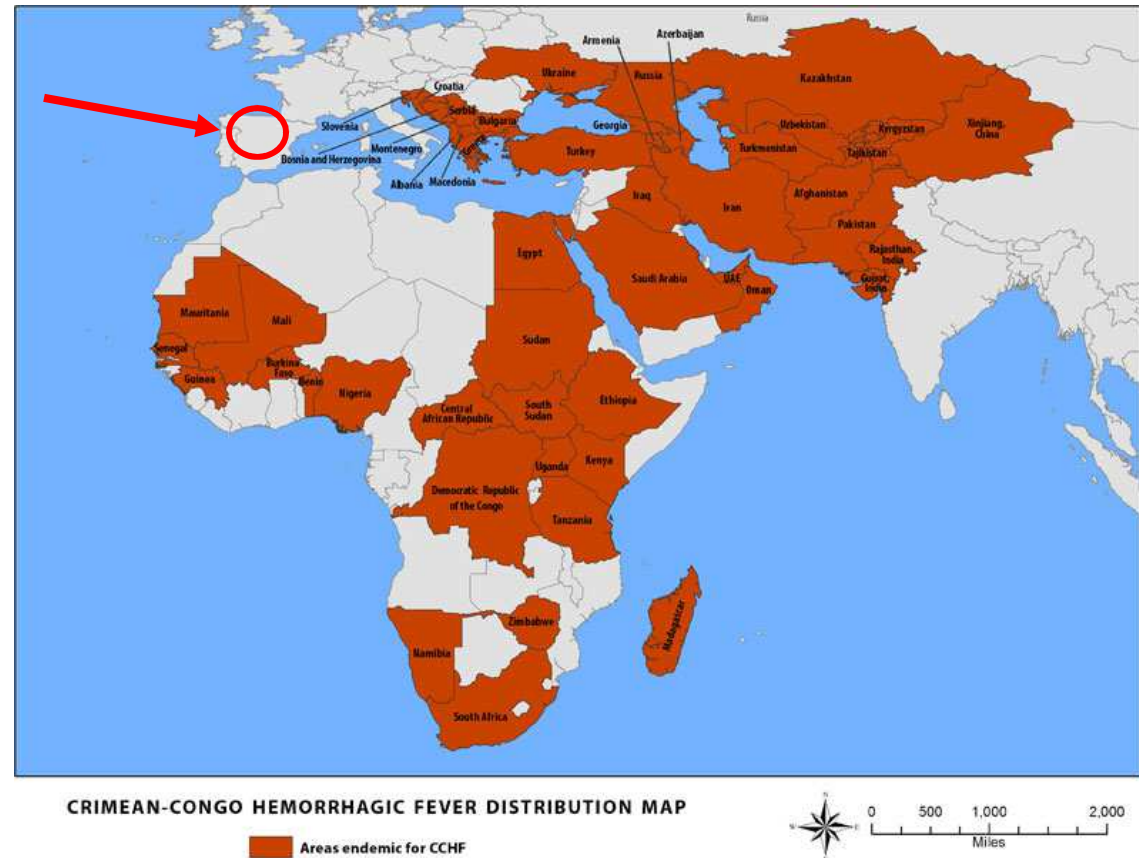 Russia
Armenia
Azerbaijan
Ukraine
Russia
Kazakhstan
Croatia
Slovenia
Serbia
Bulgaria
Georgia
Uzbekistan
Kyrgyzstan
Xinjiang,
China
Montenegro
Bosnia and Herzegovina
Greece
Turkey
Turkmenistan
Tajikistan
Albania
Macedonia
Iraq
Iran
Afghanistan
Pakistan
Egypt
Saudi Arabia
UAE
Oman
Rajasthan,
India
Gujrat,
India
Mauritania
Mali
Sudan
Senegal
Burkina
Faso
Guinea
Benin
Nigeria
Central
African Republic
South
Sudan
Ethiopia
Uganda
Kenya
Democratic Republic
of the Congo
Tanzania
Zimbabwe
Madagascar
Namibia
South Africa
CRIMEAN-CONGO HEMORRHAGIC FEVER DISTRIBUTION MAP
Areas endemic for CCHF
N
W
E
S
0 500 1,000 2,000
Miles